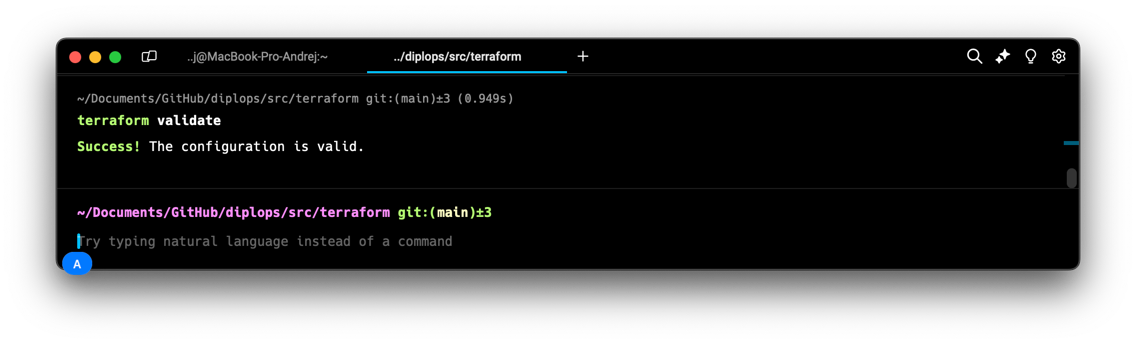 ..j@MacBook-Pro-Andrej:~ ../diplops/src/terraform +
~/Documents/GitHub/diplops/src/terraform git:(main)±3 (0.949s)
terraform validate
Success! The configuration is valid.
~/Documents/GitHub/diplops/src/terraform git:(main)±3
Try typing natural language instead of a command
A